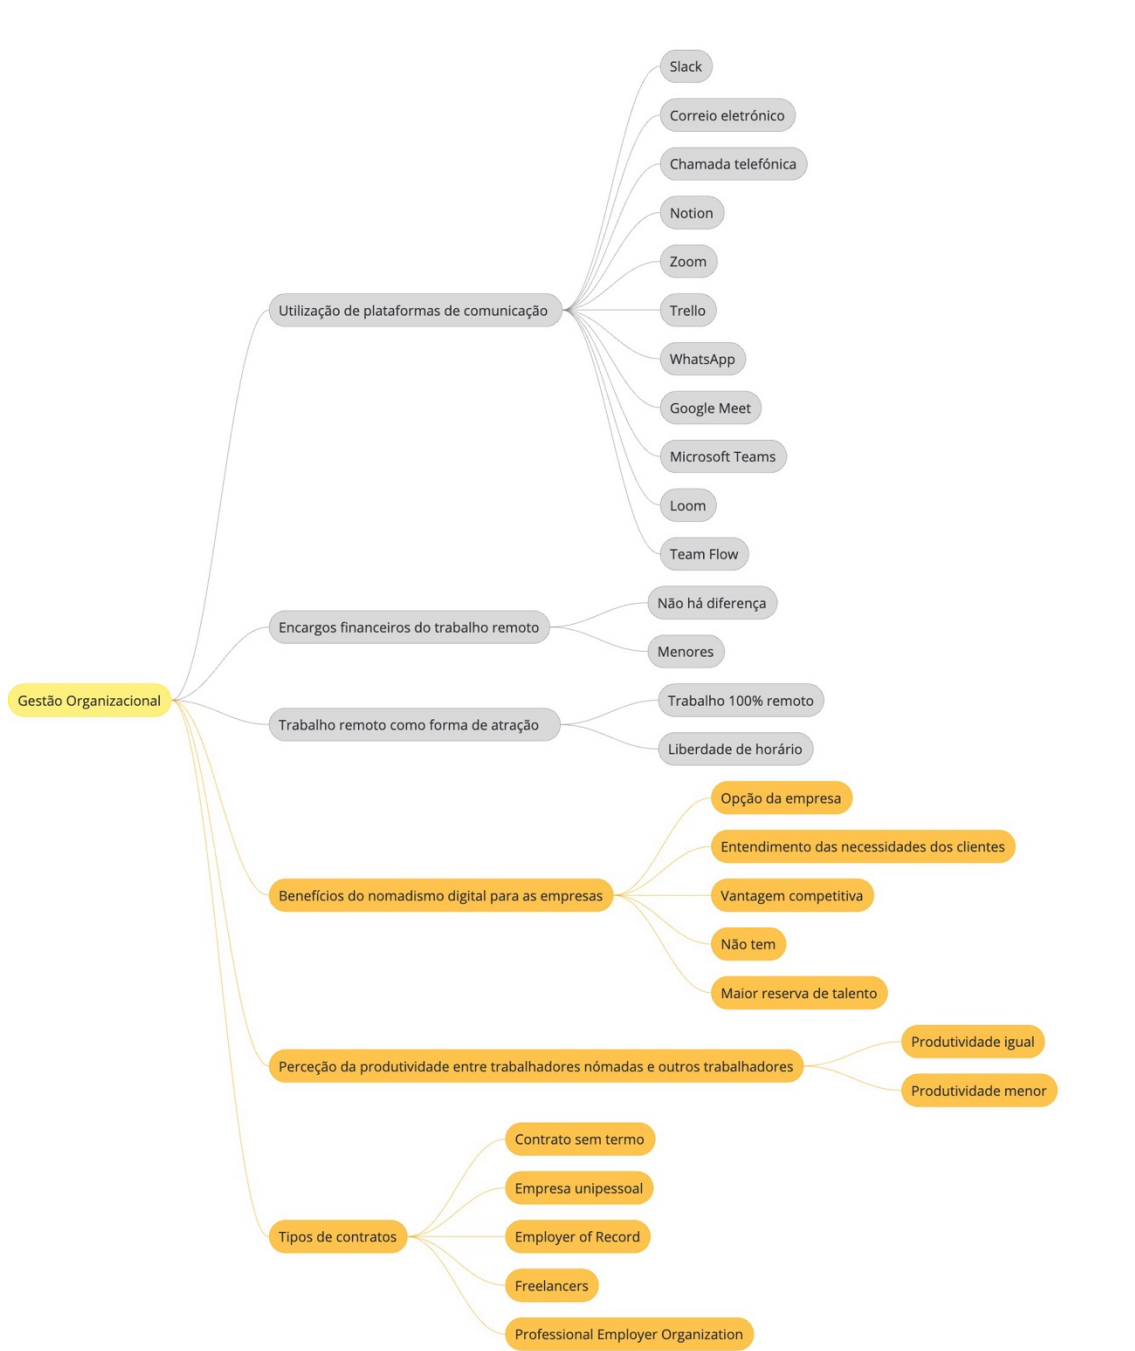 Gestão Organizacional
Utilização de plataformas de comunicação
Slack
Correio eletrónico
Chamada telefónica
Notion
Zoom
Trello
WhatsApp
Google Meet
Microsoft Teams
Loom
Team Flow
Encargos financeiros do trabalho remoto
Não há diferença
Menores
Trabalho remoto como forma de atração
Trabalho 100% remoto
Liberdade de horário
Benefícios do nomadismo digital para as empresas
Opção da empresa
Entendimento das necessidades dos clientes
Vantagem competitiva
Não tem
Maior reserva de talento
Perceção da produtividade entre trabalhadores nómadas e outros trabalhadores
Produtividade igual
Produtividade menor
Tipos de contratos
Contrato sem termo
Empresa unipessoal
Employer of Record
Freelancers
Professional Employer Organization